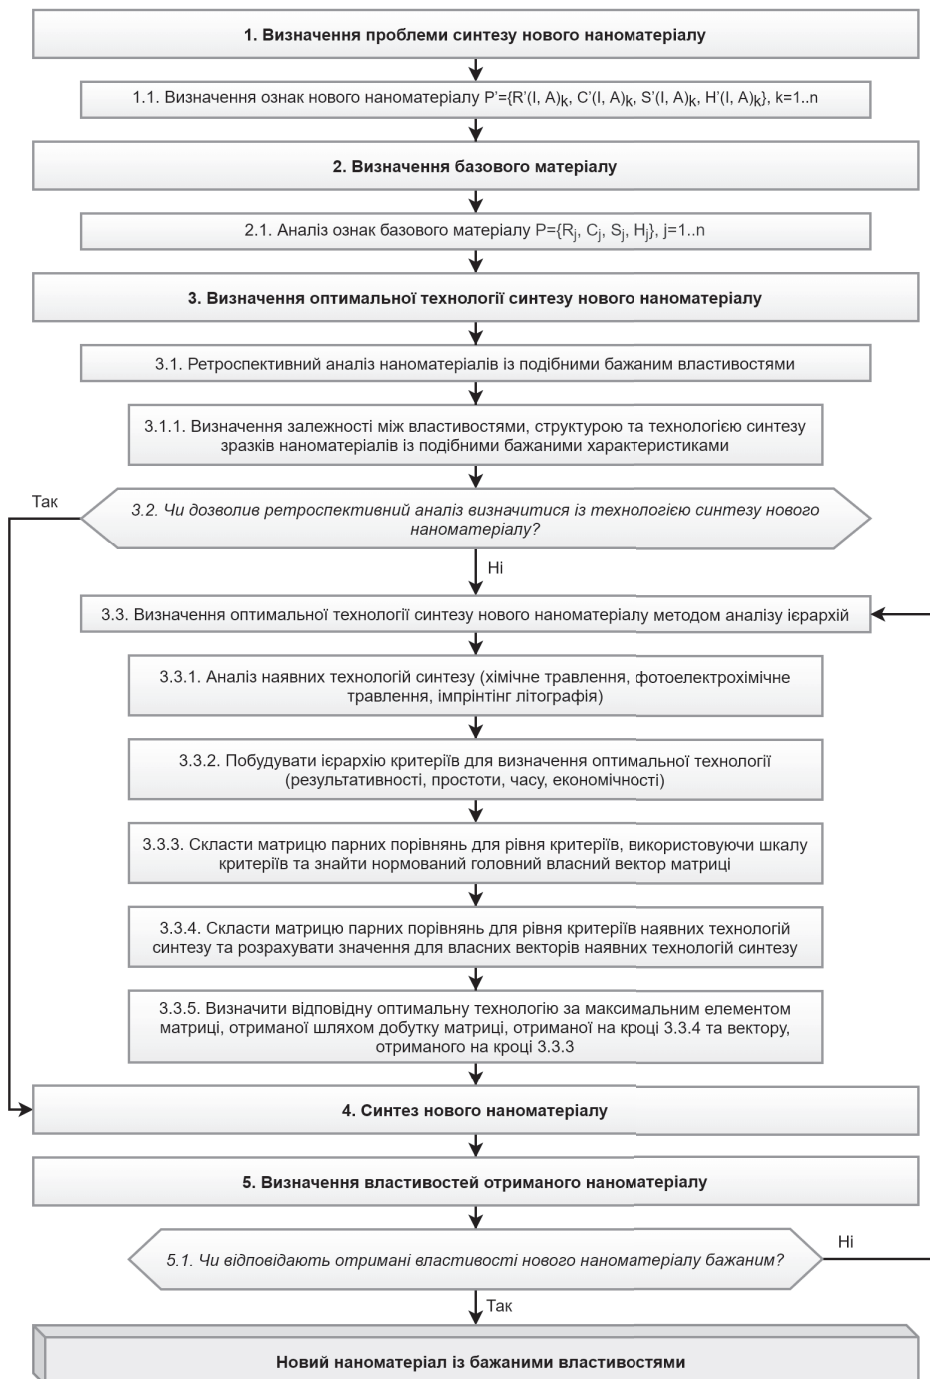 1. Визначення проблеми синтезу нового наноматеріалу
1.1. Визначення ознак нового наноматеріалу P’={R’(I, A)k, C’(I, A)k, S’(I, A)k, H’(I, A)k}, k=1..n
2. Визначення базового матеріалу
2.1. Аналіз ознак базового матеріалу P={Rj, Cj, Sj, Hj}, j=1..n
3. Визначення оптимальної технології синтезу нового наноматеріалу
3.1. Ретроспективний аналіз наноматеріалів із подібними бажаним властивостями
3.1.1. Визначення залежності між властивостями, структурою та технологією синтезу
зразків наноматеріалів із подібними бажаними характеристиками
Так
3.2. Чи дозволив ретроспективний аналіз визначитися із технологією синтезу нового
наноматеріалу?
Ні
3.3. Визначення оптимальної технології синтезу нового наноматеріалу методом аналізу ієрархій
3.3.1. Аналіз наявних технологій синтезу (хімічне травлення, фотоелектрохімічне
травлення, імпрінтінг літографія)
3.3.2. Побудувати ієрархію критеріїв для визначення оптимальної технології
(результативності, простоти, часу, економічності)
3.3.3. Скласти матрицю парних порівнянь для рівня критеріїв, використовуючи шкалу
критеріїв та знайти нормований головний власний вектор матриці
3.3.4. Скласти матрицю парних порівнянь для рівня критеріїв наявних технологій
синтезу та розрахувати значення для власних векторів наявних технологій синтезу
3.3.5. Визначити відповідну оптимальну технологію за максимальним елементом
матриці, отриманої шляхом добутку матриці, отриманої на кроці 3.3.4 та вектору,
отриманого на кроці 3.3.3
4. Синтез нового наноматеріалу
5. Визначення властивостей отриманого наноматеріалу
5.1. Чи відповідають отримані властивості нового наноматеріалу бажаним?
Ні
Так
Новий наноматеріал із бажаними властивостями